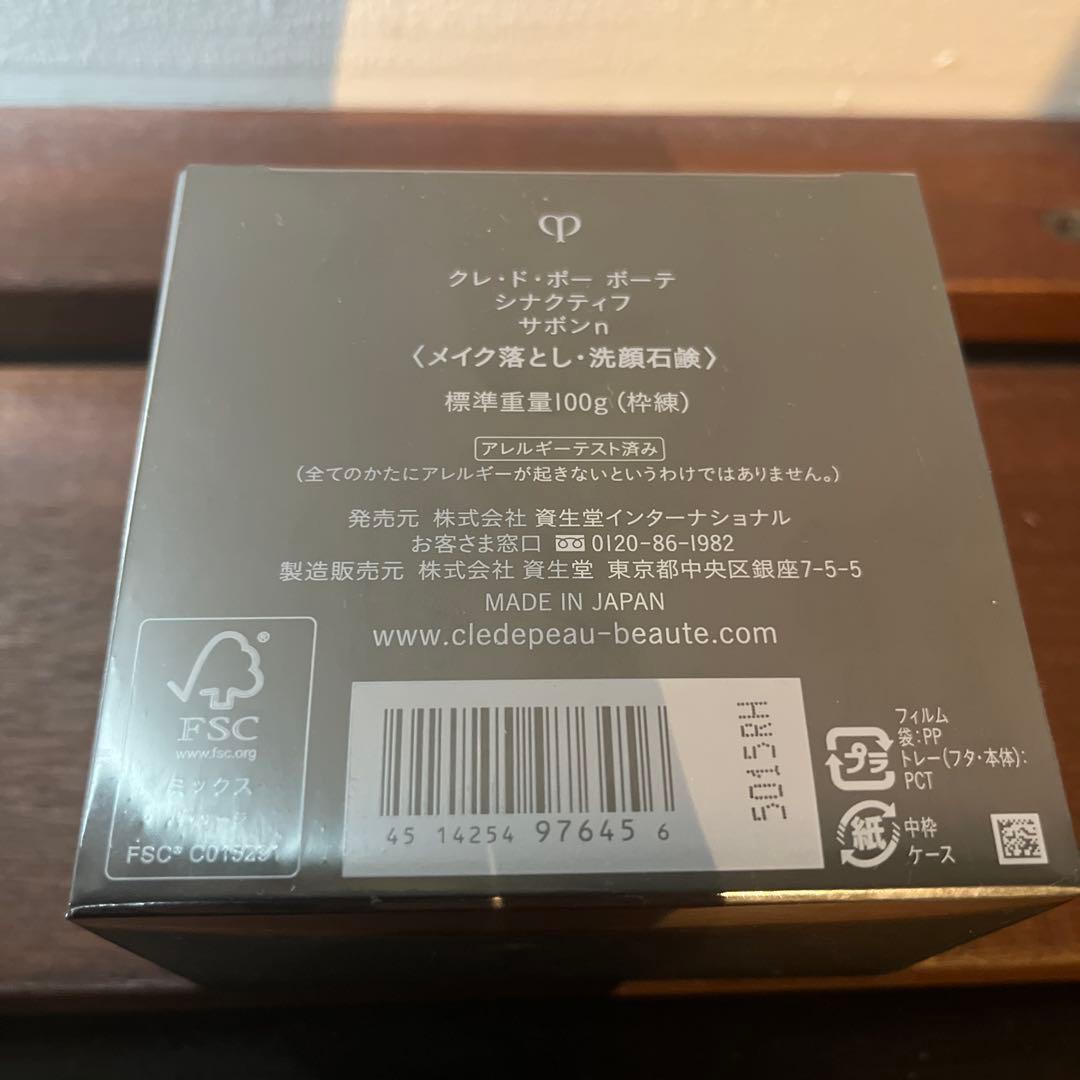 クレ・ド・ポー ボーテ
シナクティフ
サボンn
〈メイク落とし・洗顔石鹸〉
標準重量100g(枠練)
アレルギーテスト済み
(全てのかたにアレルギーが起きないというわけではありません。)
発売元 株式会社 資生堂インターナショナル
お客さま窓口 0120-86-1982
製造販売元 株式会社 資生堂 東京都中央区銀座7-5-5
MADE IN JAPAN
www.cledepeau-beaute.com
FSC®
www.fsc.org
ミックス
FSC®
45 14254 97645 6
5015RH
プラ
フィルム
袋:PP
トレー(フタ・本体):
PCT
紙
中枠
ケース